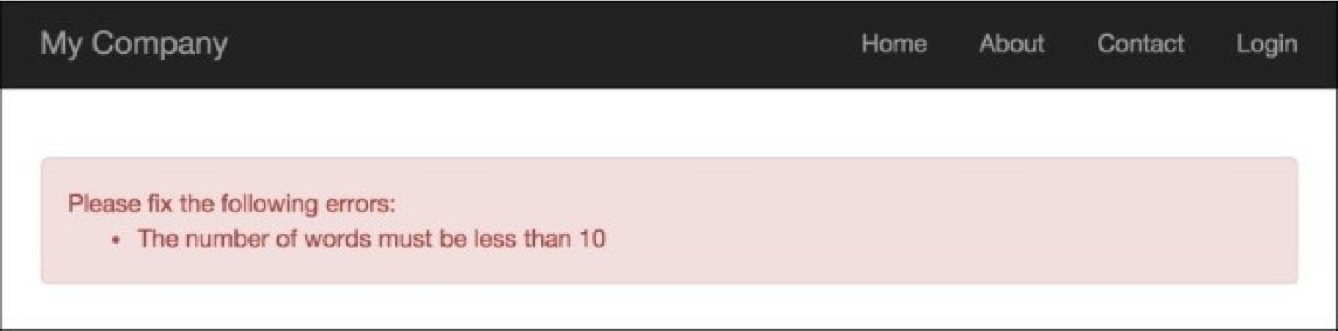 My Company Home About Contact Login
Please fix the following errors:
• The number of words must be less than 10